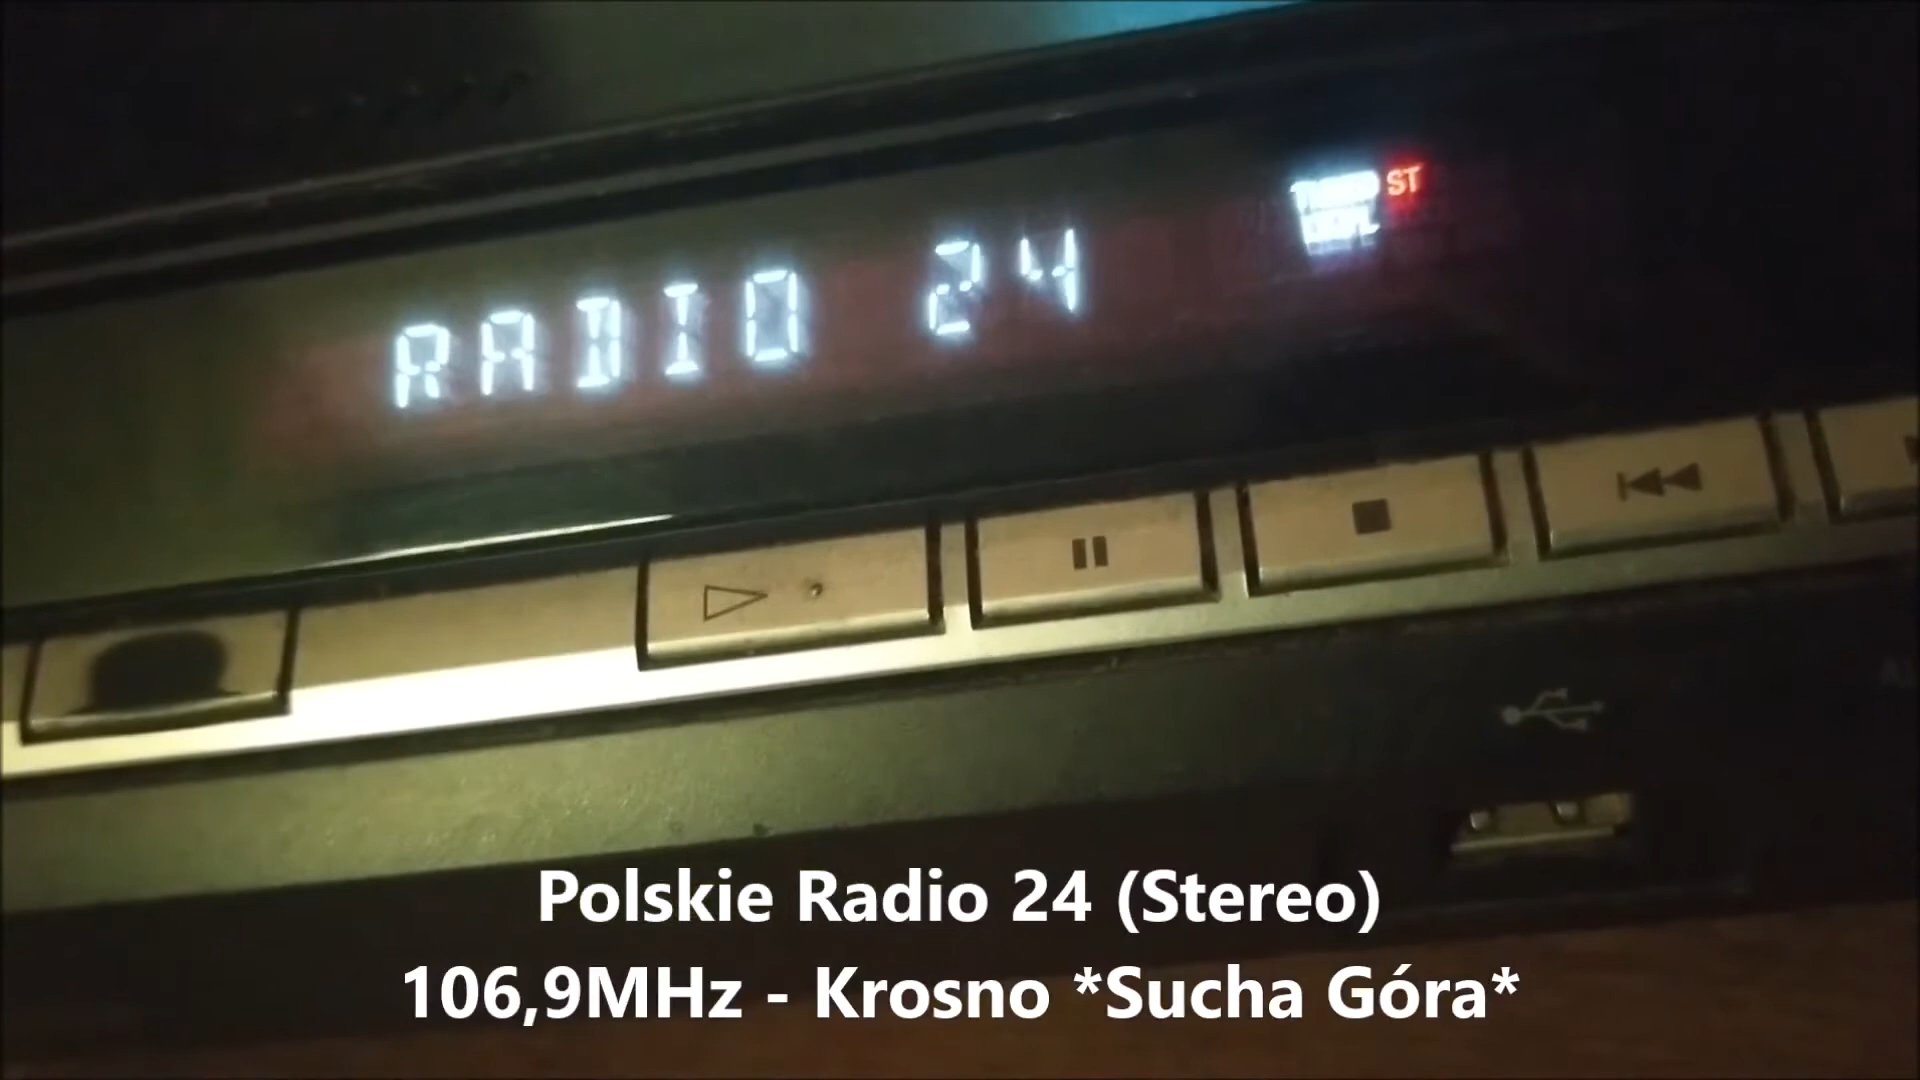 RADIO 24
ST
Polskie Radio 24 (Stereo)
106,9MHz - Krosno *Sucha Góra*